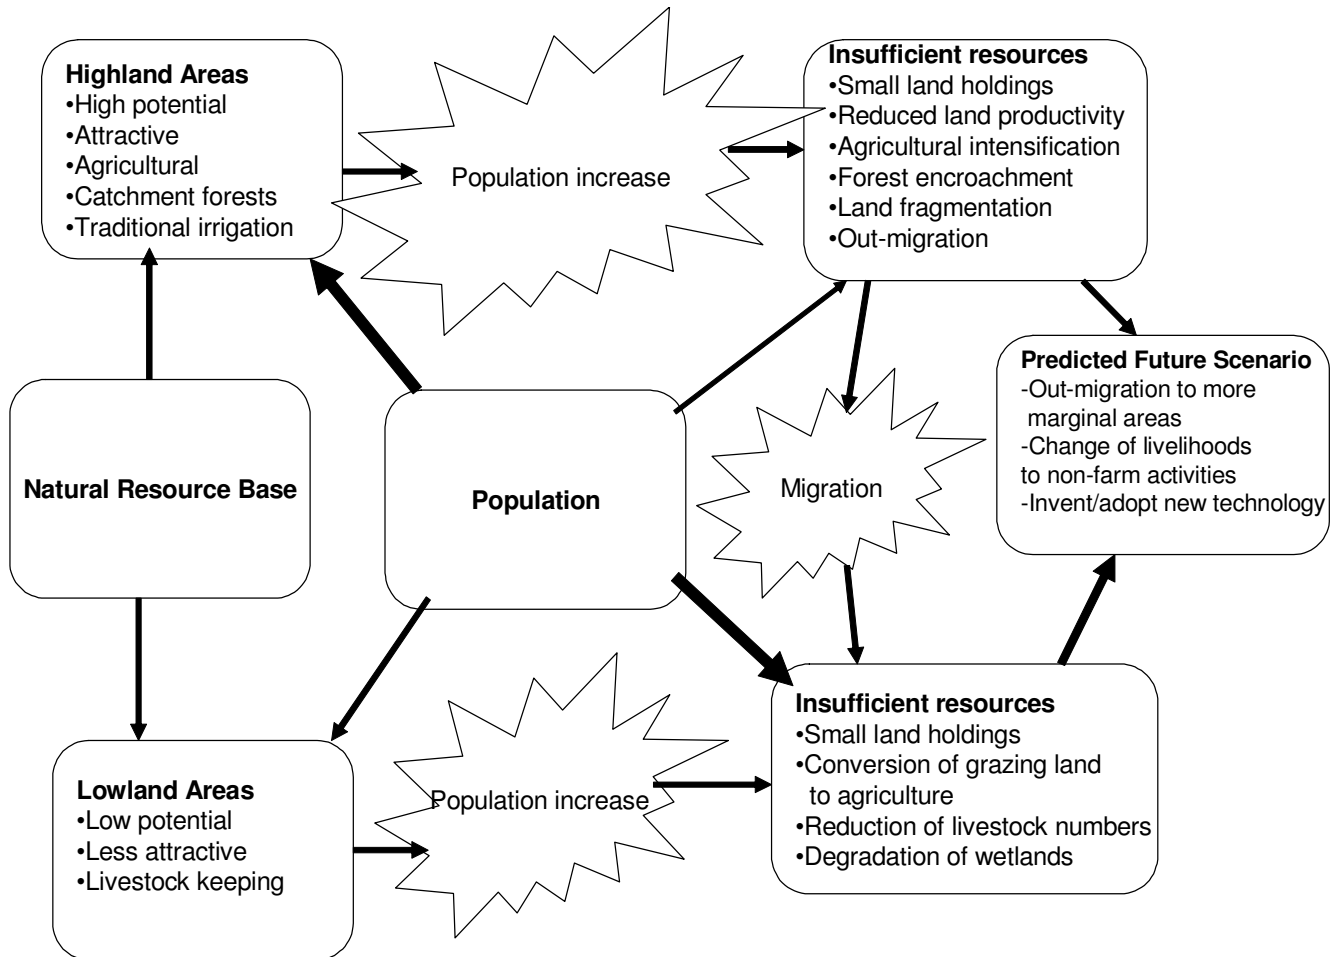 Highland Areas
•High potential
•Attractive
•Agricultural
•Catchment forests
•Traditional irrigation
Population increase
Insufficient resources
•Small land holdings
•Reduced land productivity
•Agricultural intensification
•Forest encroachment
•Land fragmentation
•Out-migration
Natural Resource Base
Population
Migration
Predicted Future Scenario
-Out-migration to more
marginal areas
-Change of livelihoods
to non-farm activities
-Invent/adopt new technology
Lowland Areas
•Low potential
•Less attractive
•Livestock keeping
Population increase
Insufficient resources
•Small land holdings
•Conversion of grazing land
to agriculture
•Reduction of livestock numbers
•Degradation of wetlands